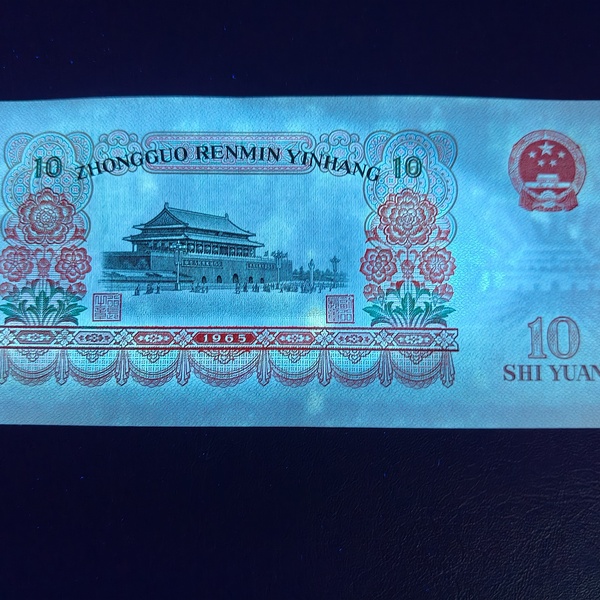 10 ZHONGGUO RENMIN YINHANG 10
1965
10
SHI YUAN